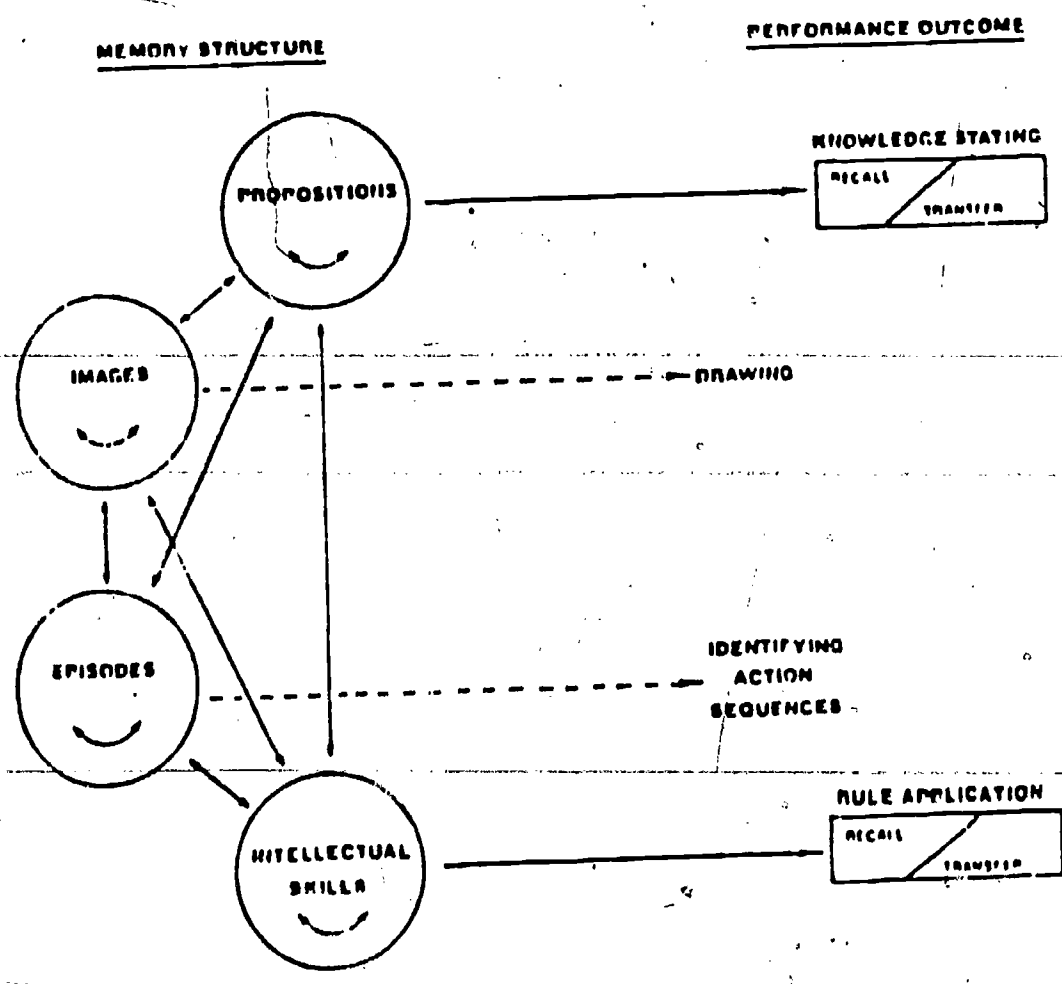 MEMORY STRUCTURE
PERFORMANCE OUTCOME
PROPOSITIONS
KNOWLEDGE STATING
RECALL
TRANSFER
IMAGES
DRAWING
EPISODES
IDENTIFYING
ACTION
SEQUENCES
INTELLECTUAL
SKILLS
RULE APPLICATION
RECALL
TRANSFER